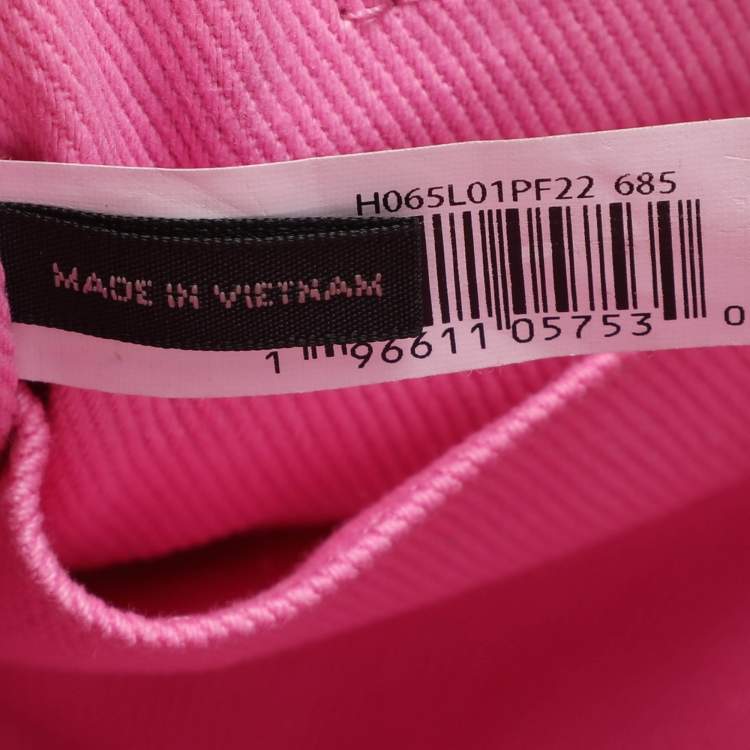 H065L01PF22 685
MADE IN VIETNAM
1 96611 05753 0